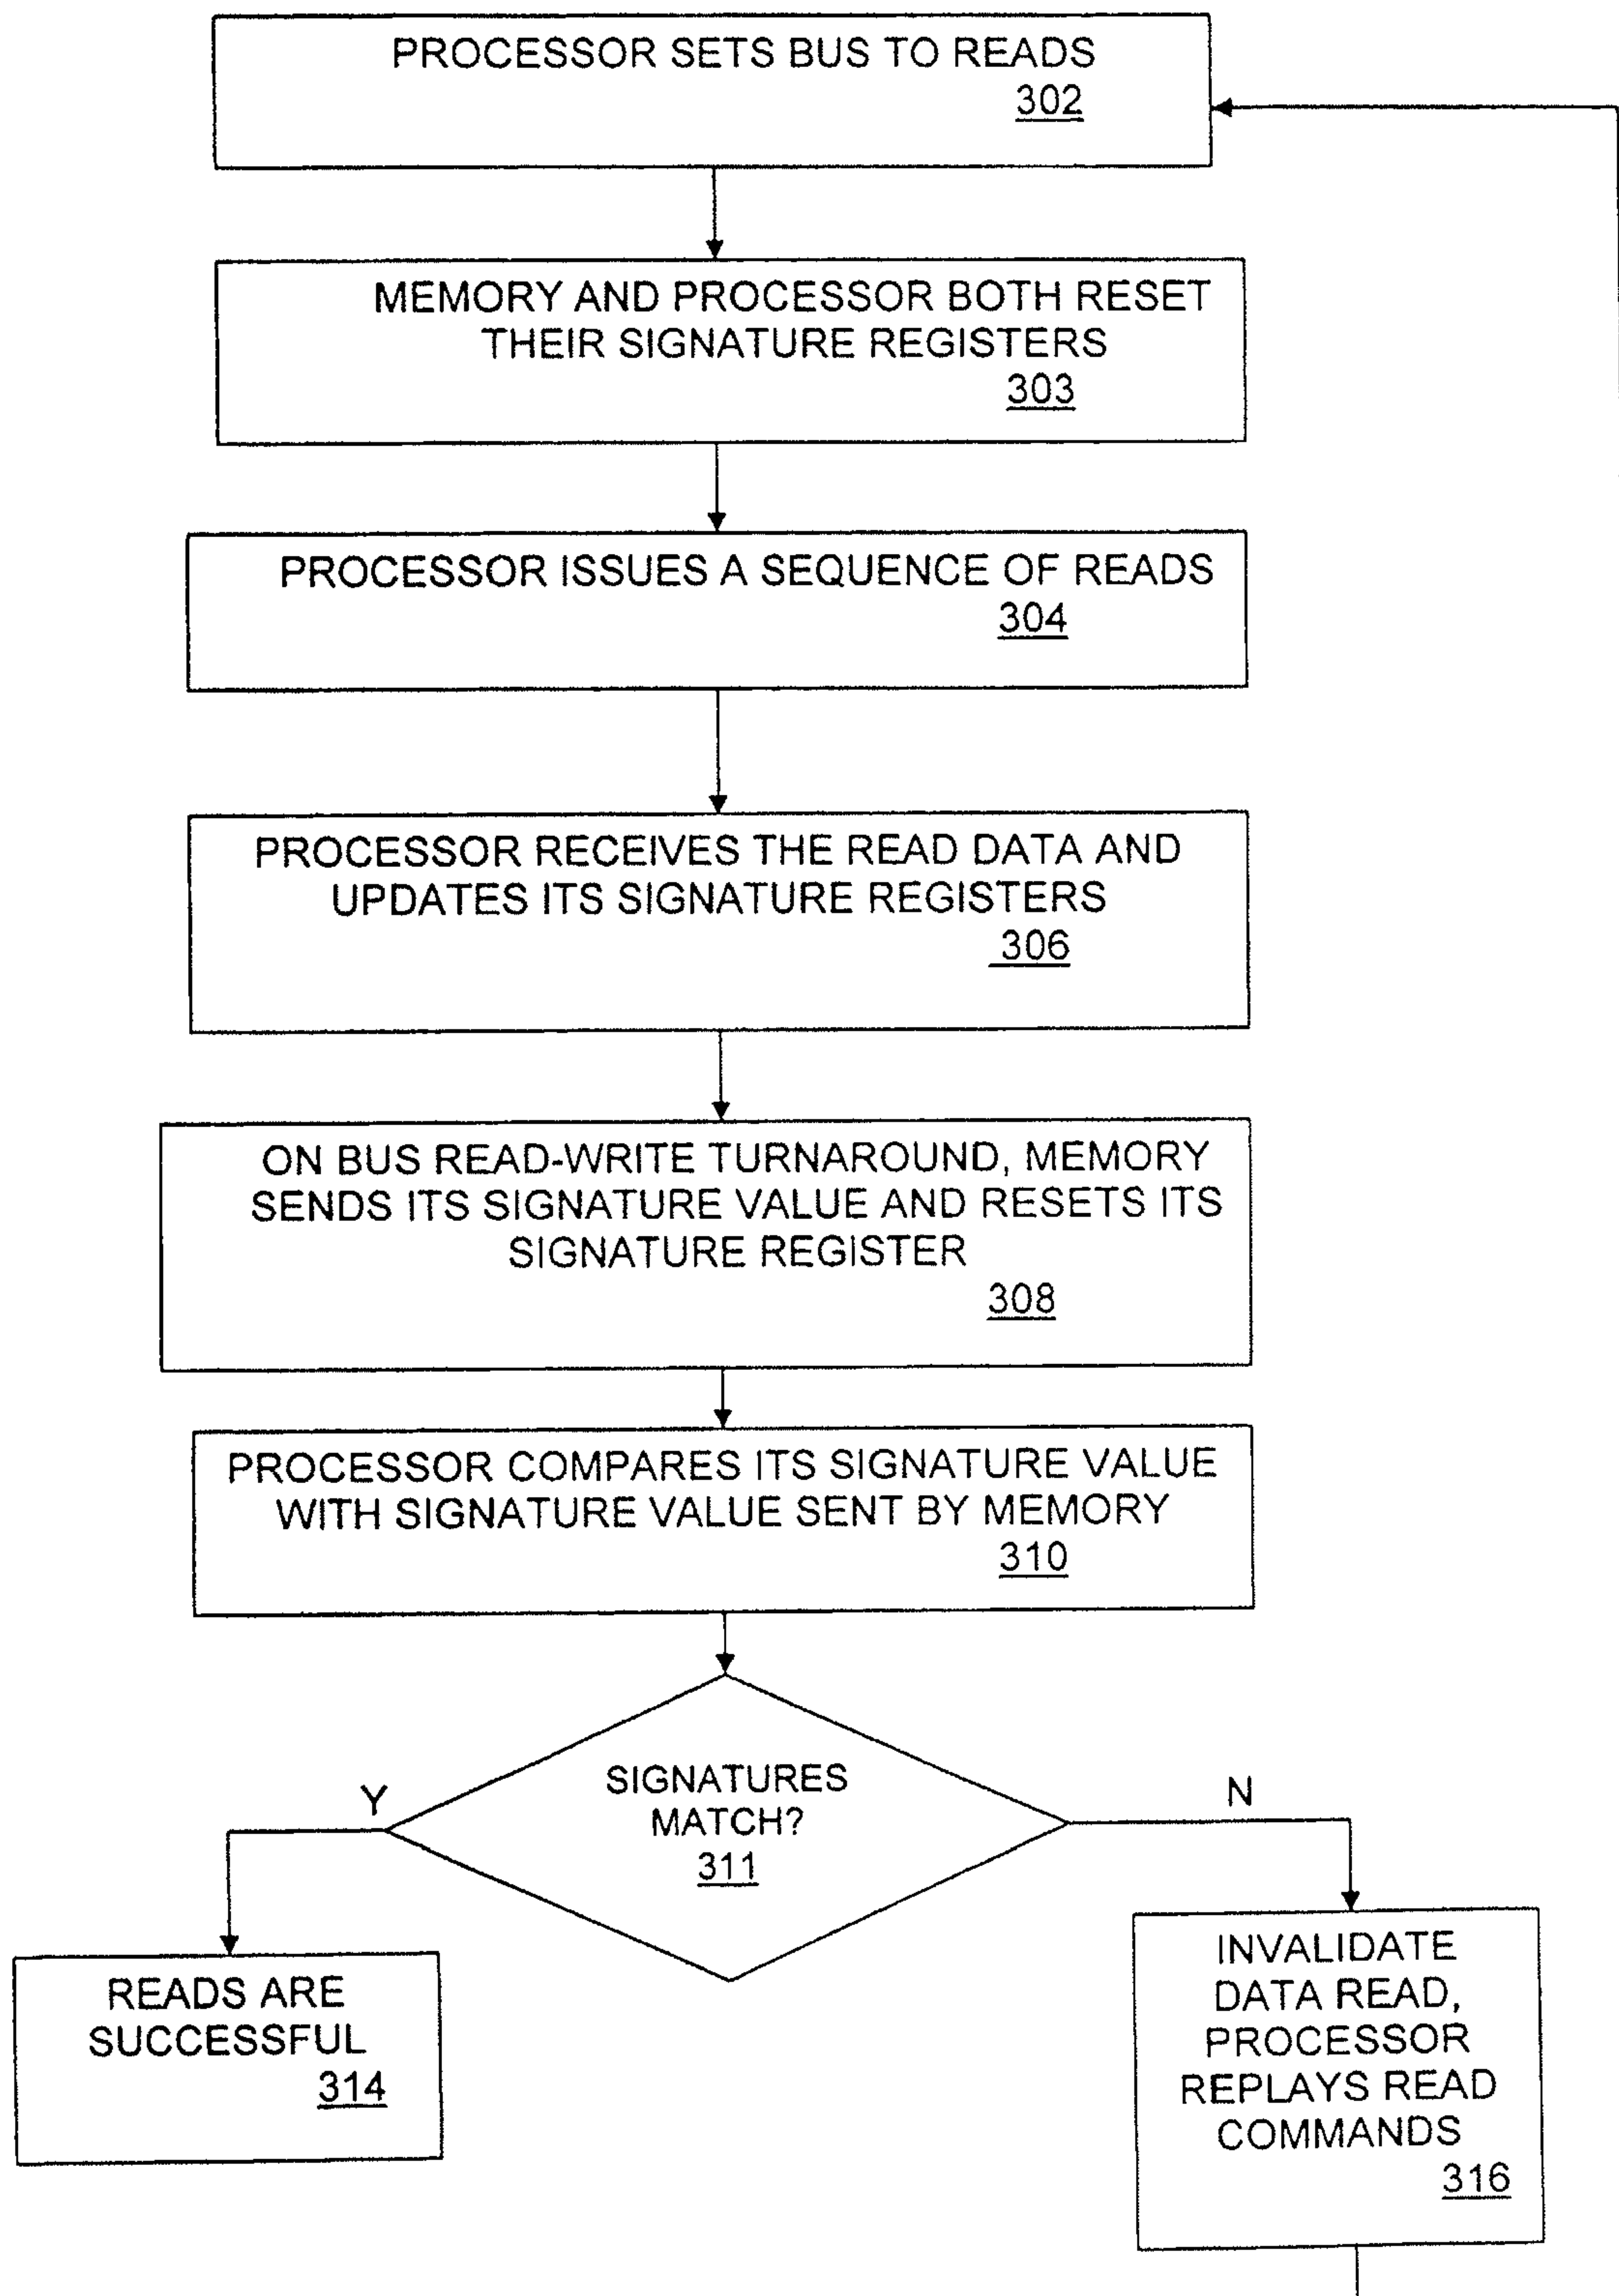 PROCESSOR SETS BUS TO READS
302
MEMORY AND PROCESSOR BOTH RESET
THEIR SIGNATURE REGISTERS
303
PROCESSOR ISSUES A SEQUENCE OF READS
304
PROCESSOR RECEIVES THE READ DATA AND
UPDATES ITS SIGNATURE REGISTERS
306
ON BUS READ-WRITE TURNAROUND, MEMORY
SENDS ITS SIGNATURE VALUE AND RESETS ITS
SIGNATURE REGISTER
308
PROCESSOR COMPARES ITS SIGNATURE VALUE
WITH SIGNATURE VALUE SENT BY MEMORY
310
SIGNATURES
MATCH?
311
Y
N
READS ARE
SUCCESSFUL
314
INVALIDATE
DATA READ,
PROCESSOR
REPLAYS READ
COMMANDS
316